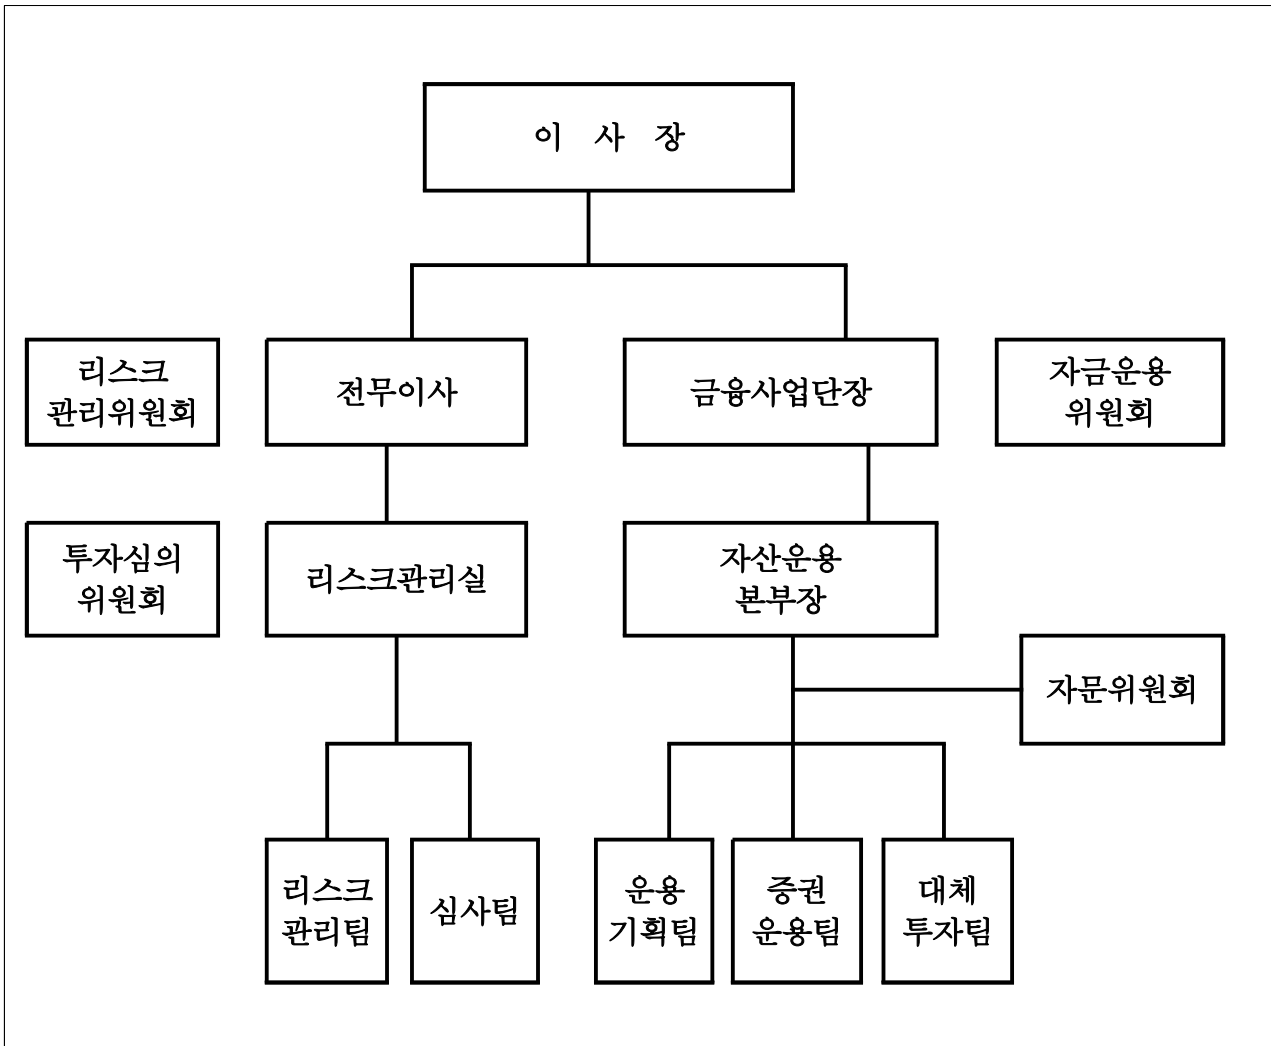 이 사 장
리스크
관리위원회
전무이사
금융사업단장
자금운용
위원회
투자심의
위원회
리스크관리실
자산운용
본부장
자문위원회
리스크
관리팀
심사팀
운용
기획팀
증권
운용팀
대체
투자팀